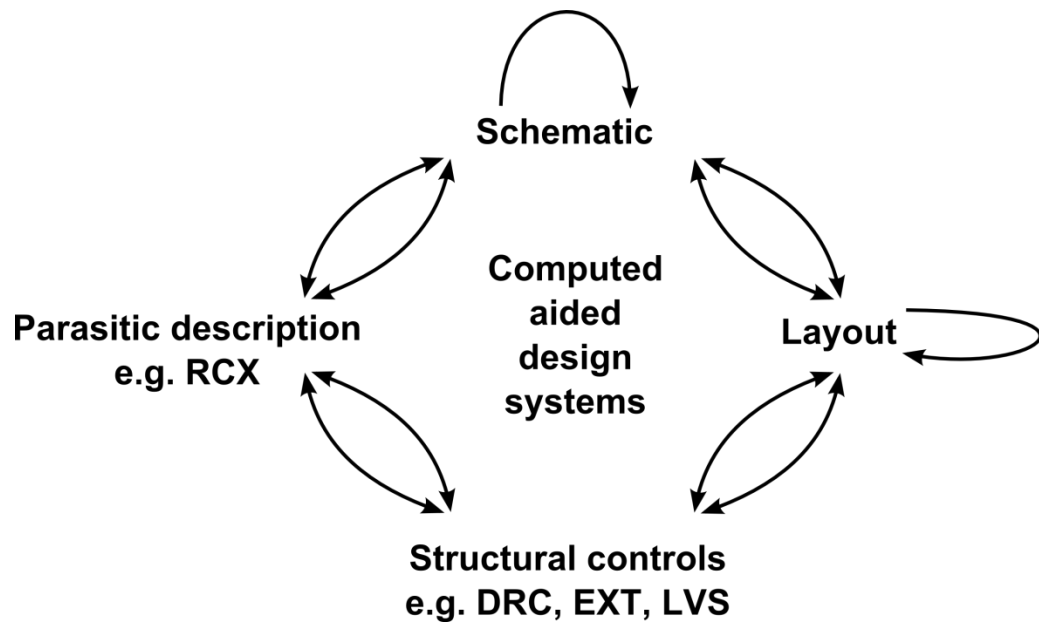 Schematic
Computed
aided
design
systems
Parasitic description
e.g. RCX
Layout
Structural controls
e.g. DRC, EXT, LVS